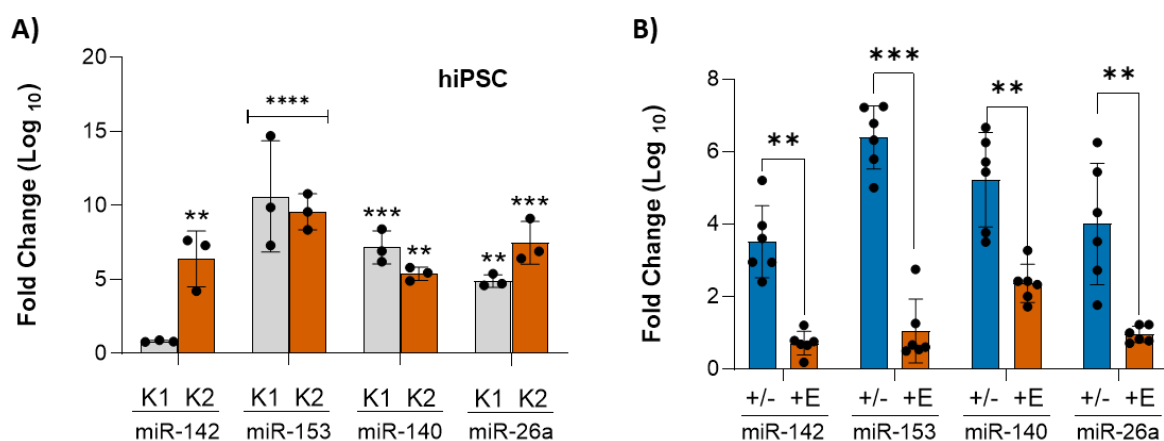 A)
Fold Change (Log 10)
20
15
10
5
0
hiPSC
****
** *** ** ** ***
K1 K2 K1 K2 K1 K2 K1 K2
miR-142 miR-153 miR-140 miR-26a
B)
Fold Change (Log 10)
8
6
4
2
0
** *** ** **
+/- +E +/- +E +/- +E +/- +E
miR-142 miR-153 miR-140 miR-26a